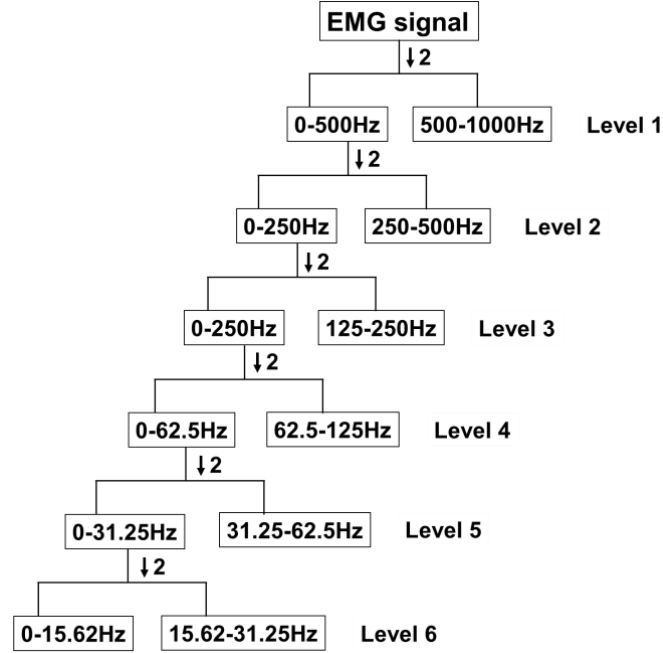 EMG signal
↓2
0-500Hz 500-1000Hz Level 1
↓2
0-250Hz 250-500Hz Level 2
↓2
0-250Hz 125-250Hz Level 3
↓2
0-62.5Hz 62.5-125Hz Level 4
↓2
0-31.25Hz 31.25-62.5Hz Level 5
↓2
0-15.62Hz 15.62-31.25Hz Level 6